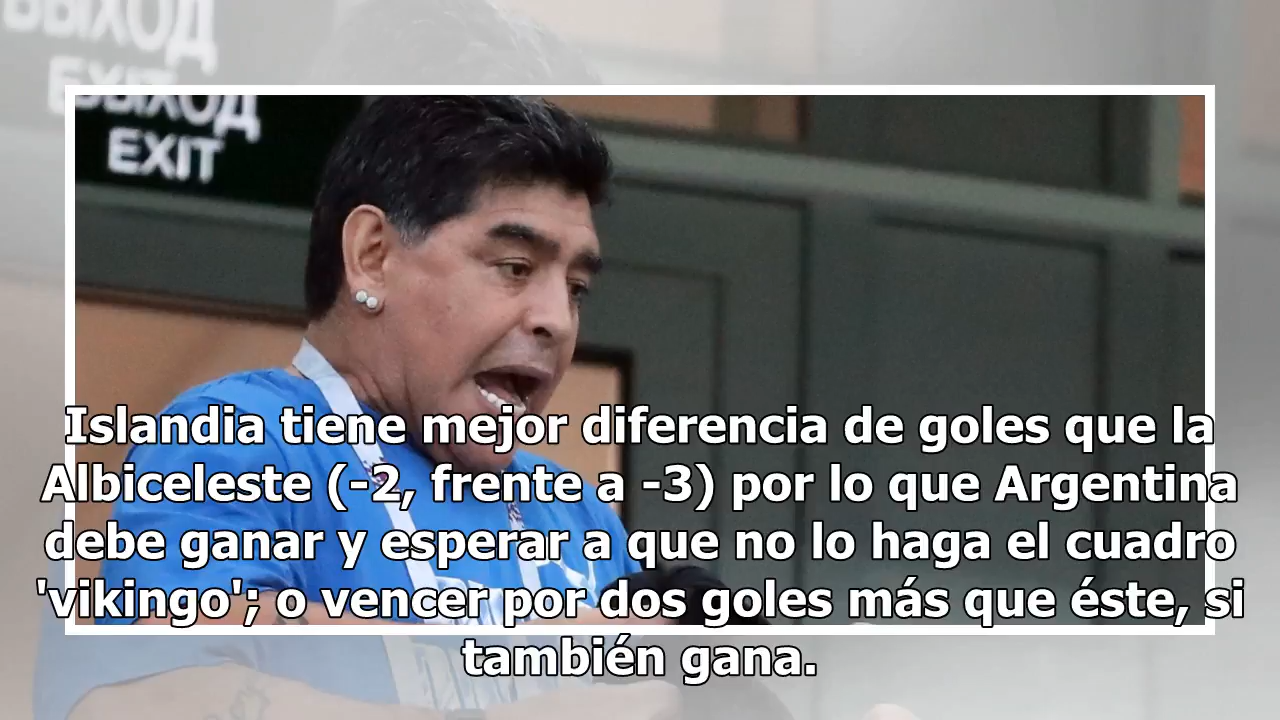 ВЫХОД
EXIT
ВЫХОД
EXIT
Islandia tiene mejor diferencia de goles que la
Albiceleste (-2, frente a -3) por lo que Argentina
debe ganar y esperar a que no lo haga el cuadro
'vikingo'; o vencer por dos goles más que éste, si
también gana.